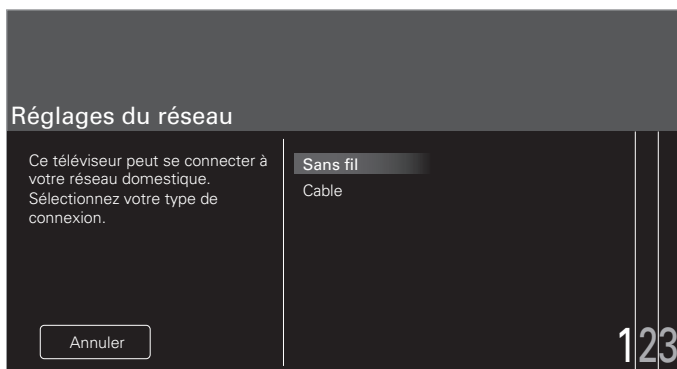 Réglages du réseau
Ce téléviseur peut se connecter à
votre réseau domestique.
Sélectionnez votre type de
connexion.
Sans fil
Cable
Annuler
123